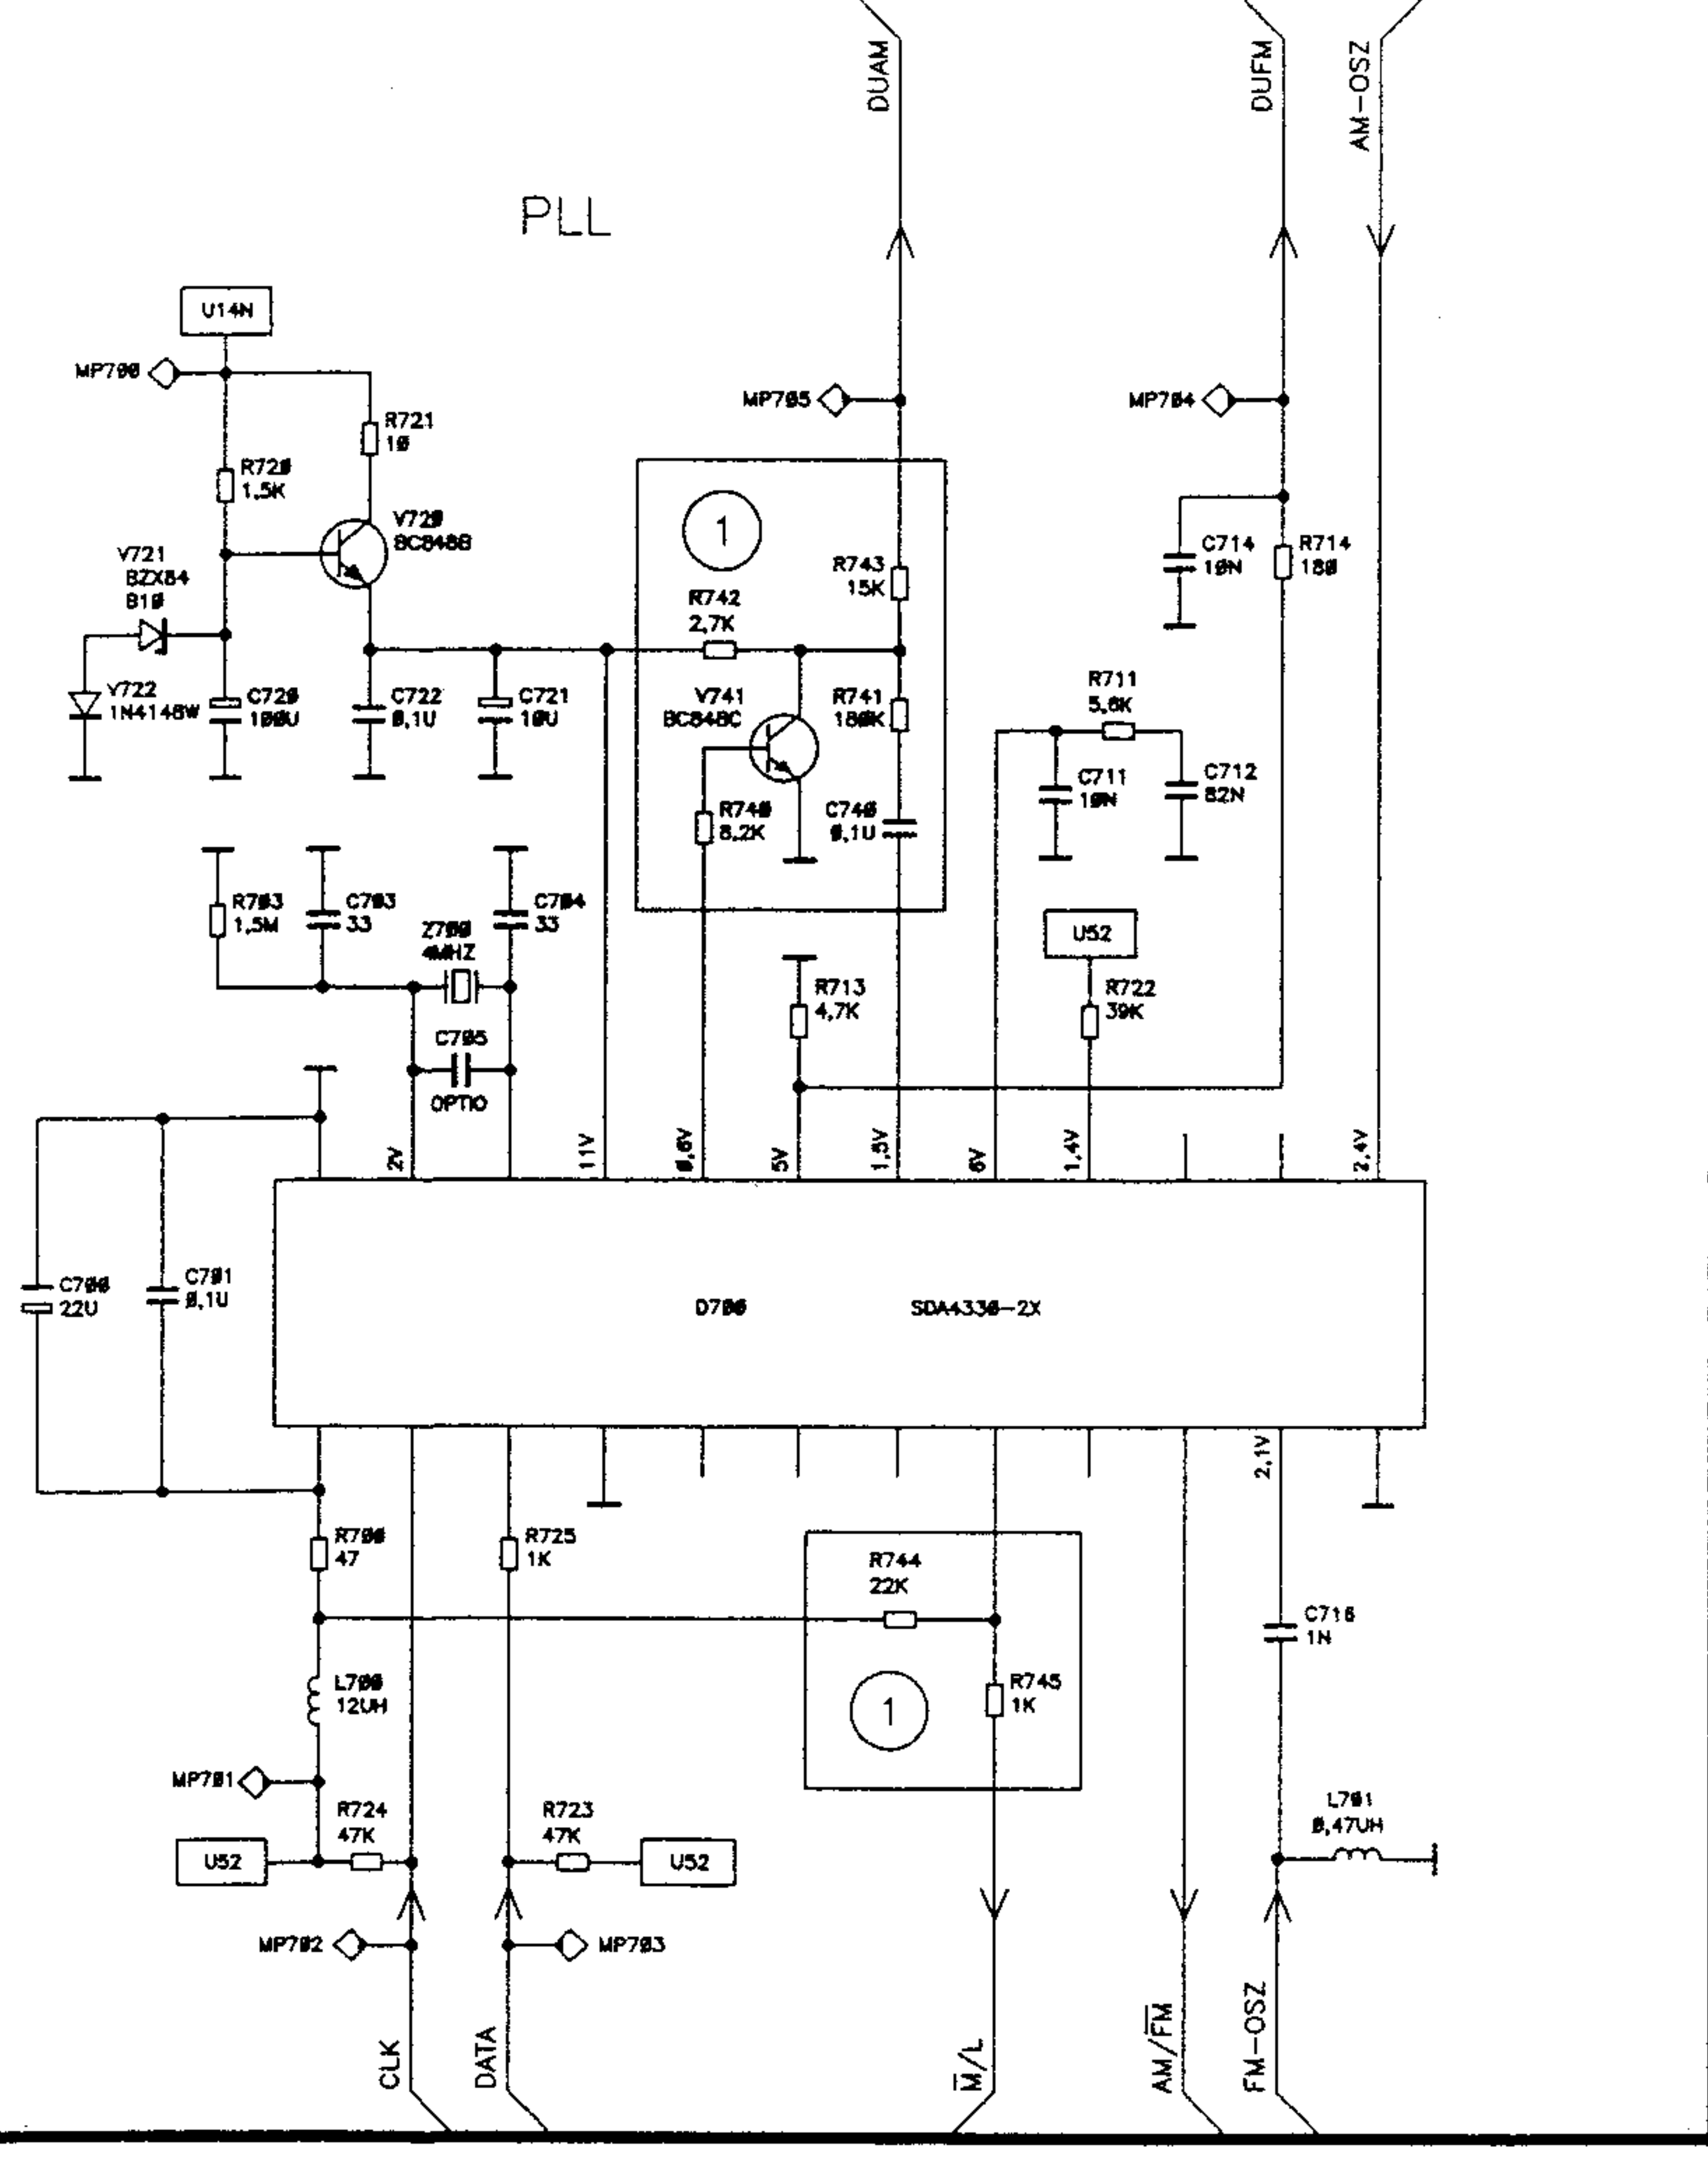 DUAM
DUFM
AM-OSZ
PLL
U14N
MP700
MP705
MP704
R721
10
R720
1,5K
V720
BC848B
V721
BZX84
B10
V722
1N4148W
C720
100U
C722
0,1U
C721
10U
1
R742
2,7K
R743
15K
V741
BC848C
R741
180K
R740
8,2K
C740
0,1U
C714
10N
R714
180
R711
5,6K
C711
10N
C712
82N
R703
1,5M
C703
33
Z700
4MHZ
C704
33
C705
OPTIO
R713
4,7K
U52
R722
39K
2V
11V
0,6V
5V
1,5V
6V
1,4V
2,4V
C700
22U
C701
0,1U
D700
SDA4330-2X
2,1V
R700
47
R725
1K
R744
22K
R745
1K
1
C716
1N
L700
12UH
MP701
R724
47K
R723
47K
U52
U52
L701
0,47UH
MP702
MP703
CLK
DATA
M̅/L
AM/F̅M̅
FM-OSZ